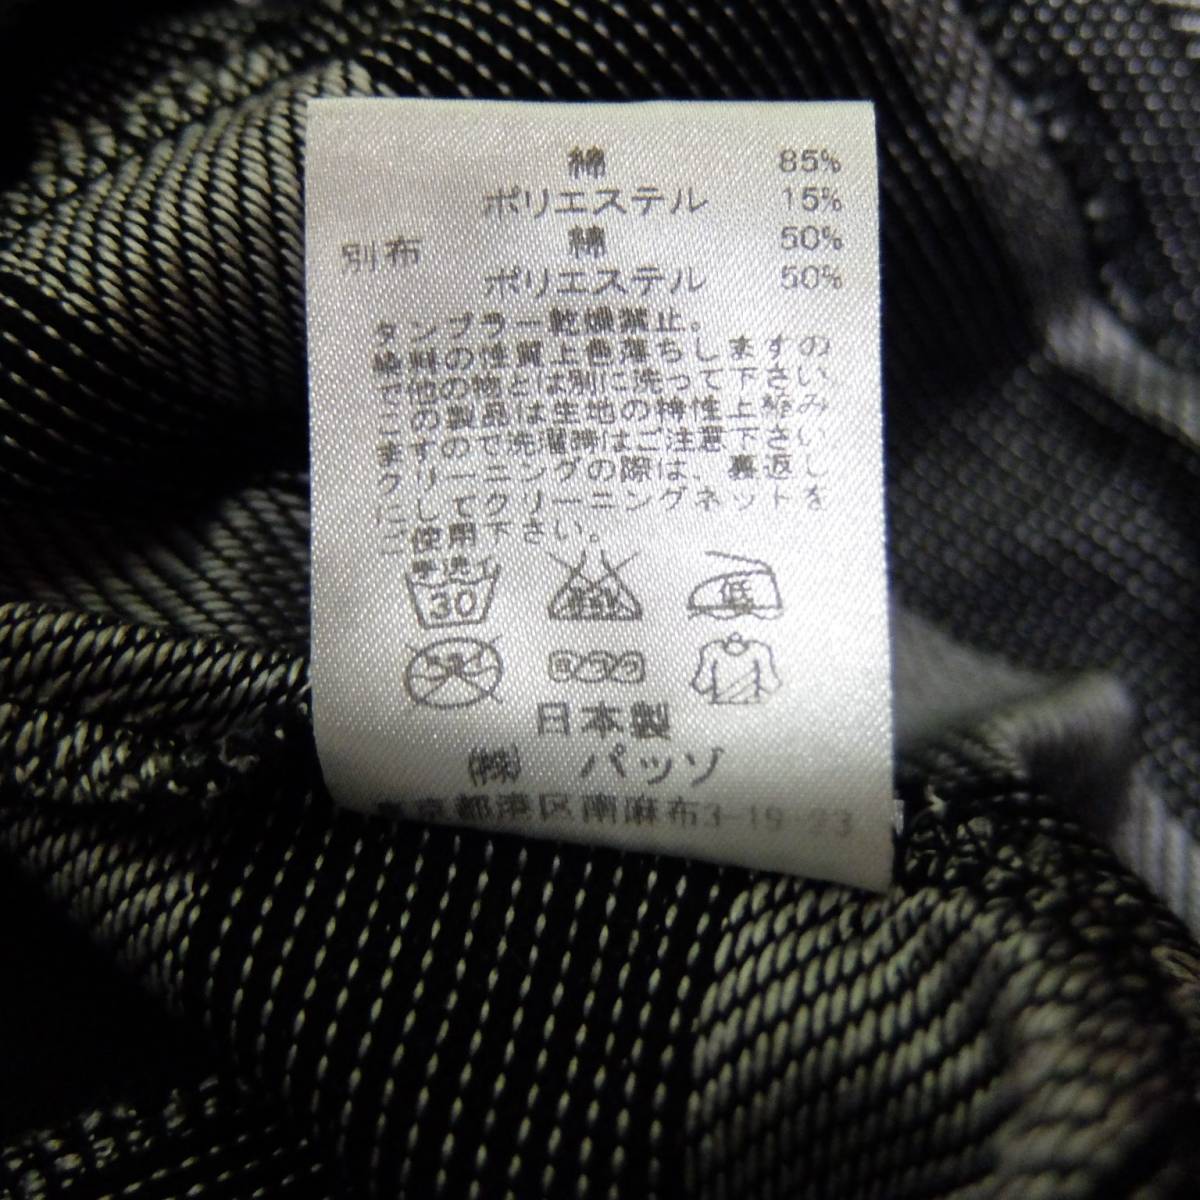 綿 85%
ポリエステル 15%
別布 綿 50%
ポリエステル 50%
タンブラー乾燥禁止。
染料の性質上色落ちしますの
で他の物とは別に洗って下さい
この製品は生地の特性上縮み
ますので洗濯時はご注意下さい
クリーニングの際は、裏返し
にしてクリーニングネットを
ご使用下さい。
手洗イ
30
低
日本製
㈱ パッゾ
東京都港区南麻布3-19-23